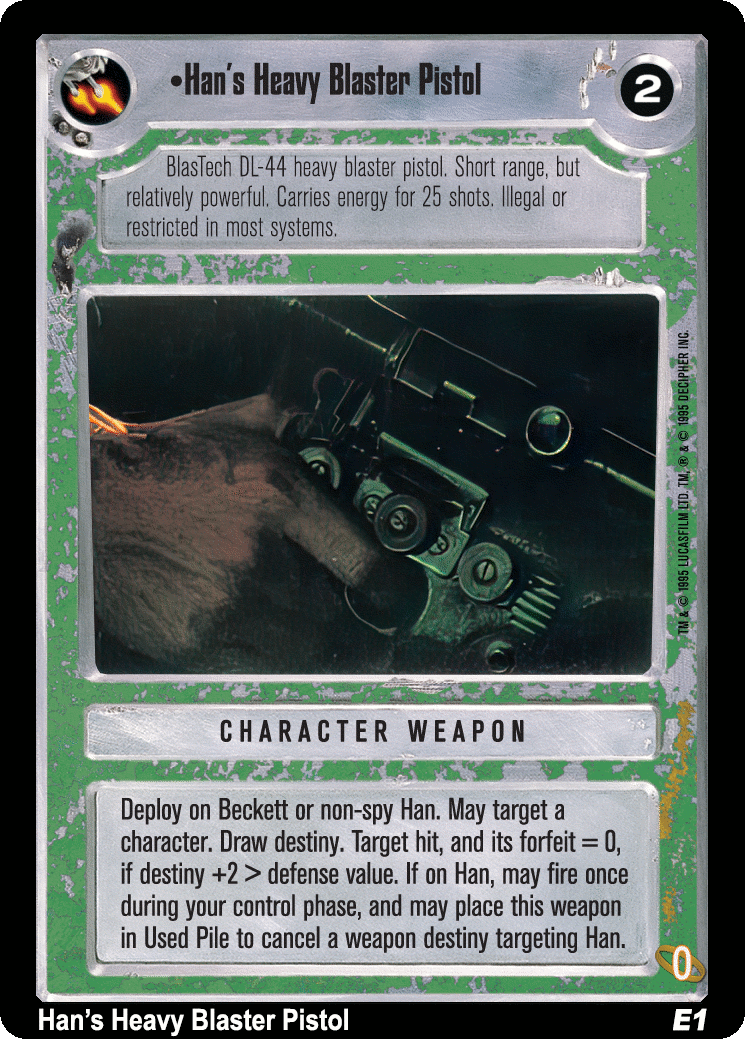 •Han's Heavy Blaster Pistol
2
BlasTech DL-44 heavy blaster pistol. Short range, but
relatively powerful. Carries energy for 25 shots. Illegal or
restricted in most systems.
TM & © 1995 LUCASFILM LTD. TM, ® & © 1995 DECIPHER INC.
CHARACTER WEAPON
Deploy on Beckett or non-spy Han. May target a
character. Draw destiny. Target hit, and its forfeit = 0,
if destiny +2 > defense value. If on Han, may fire once
during your control phase, and may place this weapon
in Used Pile to cancel a weapon destiny targeting Han.
0
Han's Heavy Blaster Pistol
E1